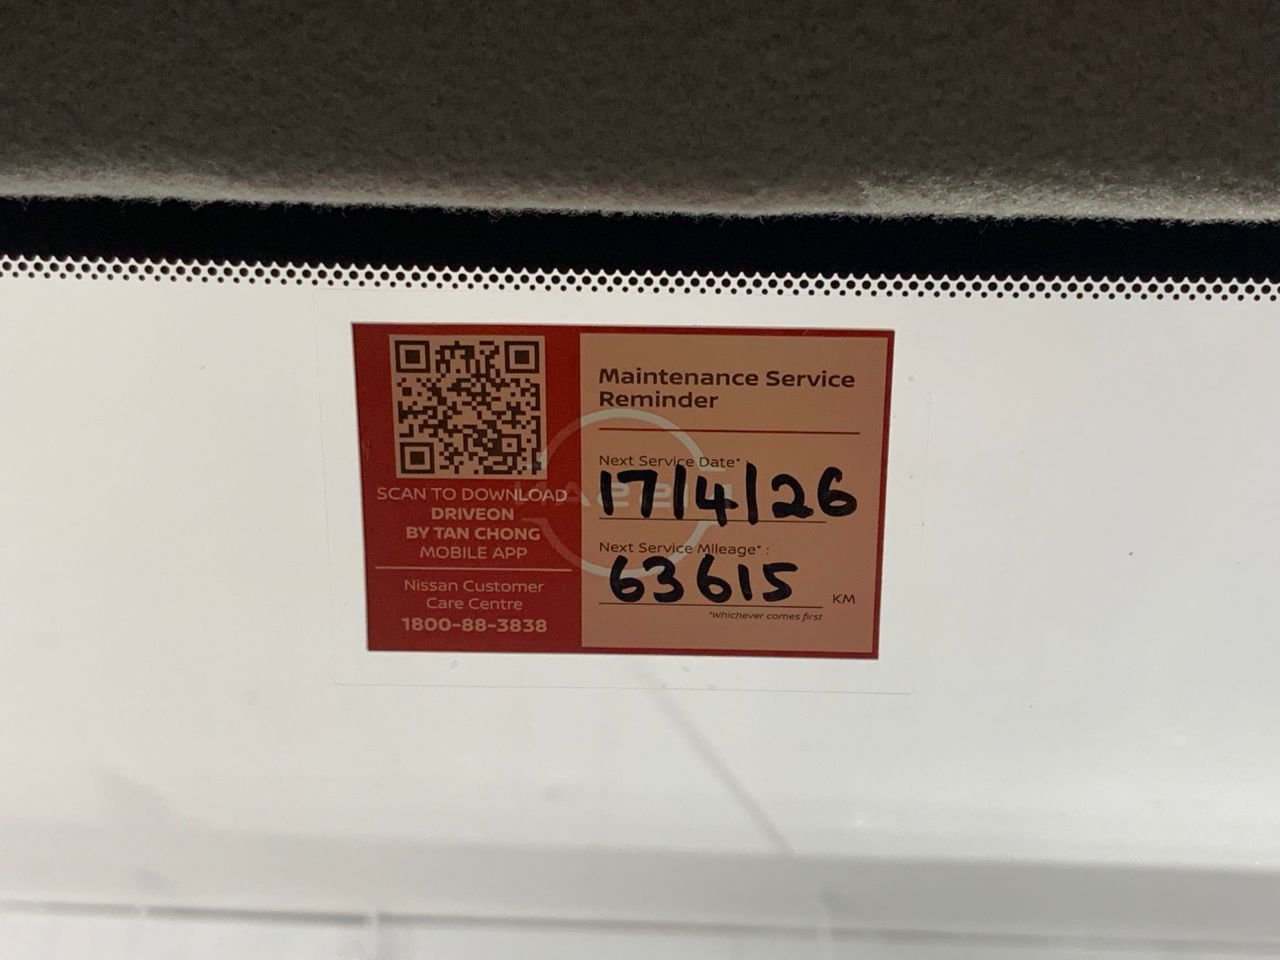 SCAN TO DOWNLOAD
DRIVEON
BY TAN CHONG
MOBILE APP
Nissan Customer
Care Centre
1800-88-3838
Maintenance Service
Reminder
Next Service Date* :
17/4/26
Next Service Mileage* :
63615 KM
*Whichever comes first